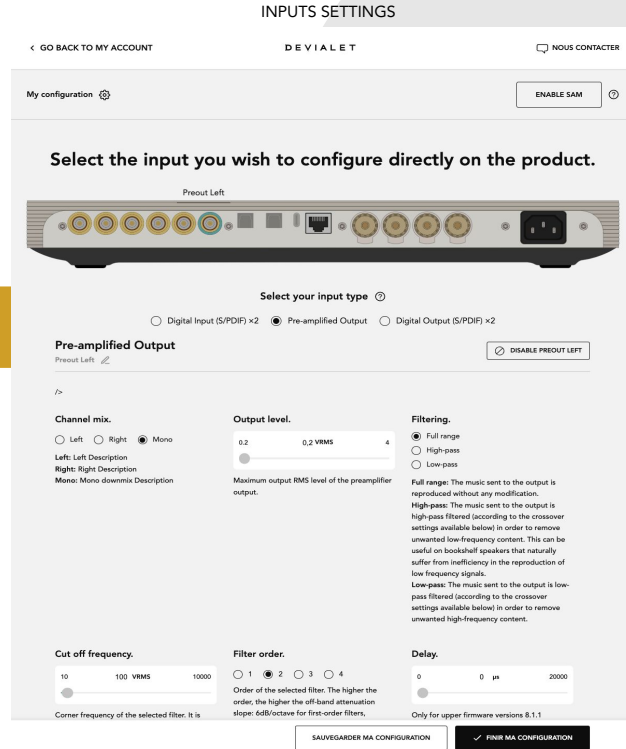 INPUTS SETTINGS
< GO BACK TO MY ACCOUNT
DEVIALET
NOUS CONTACTER
My configuration
ENABLE SAM
?
Select the input you wish to configure directly on the product.
Preout Left
Select your input type ?
Digital Input (S/PDIF) ×2
Pre-amplified Output
Digital Output (S/PDIF) ×2
Pre-amplified Output
Preout Left
DISABLE PREOUT LEFT
/>
Channel mix.
Left
Right
Mono
Left: Left Description
Right: Right Description
Mono: Mono downmix Description
Output level.
0.2
0,2 VRMS
4
Maximum output RMS level of the preamplifier
output.
Filtering.
Full range
High-pass
Low-pass
Full range: The music sent to the output is
reproduced without any modification.
High-pass: The music sent to the output is
high-pass filtered (according to the crossover
settings available below) in order to remove
unwanted low-frequency content. This can be
useful on bookshelf speakers that naturally
suffer from inefficiency in the reproduction of
low frequency signals.
Low-pass: The music sent to the output is low-
pass filtered (according to the crossover
settings available below) in order to remove
unwanted high-frequency content.
Cut off frequency.
10
100 VRMS
10000
Corner frequency of the selected filter. It is
Filter order.
1
2
3
4
Order of the selected filter. The higher the
order, the higher the off-band attenuation
slope: 6dB/octave for first-order filters,
Delay.
0
0 µs
20000
Only for upper firmware versions 8.1.1
SAUVEGARDER MA CONFIGURATION
FINIR MA CONFIGURATION